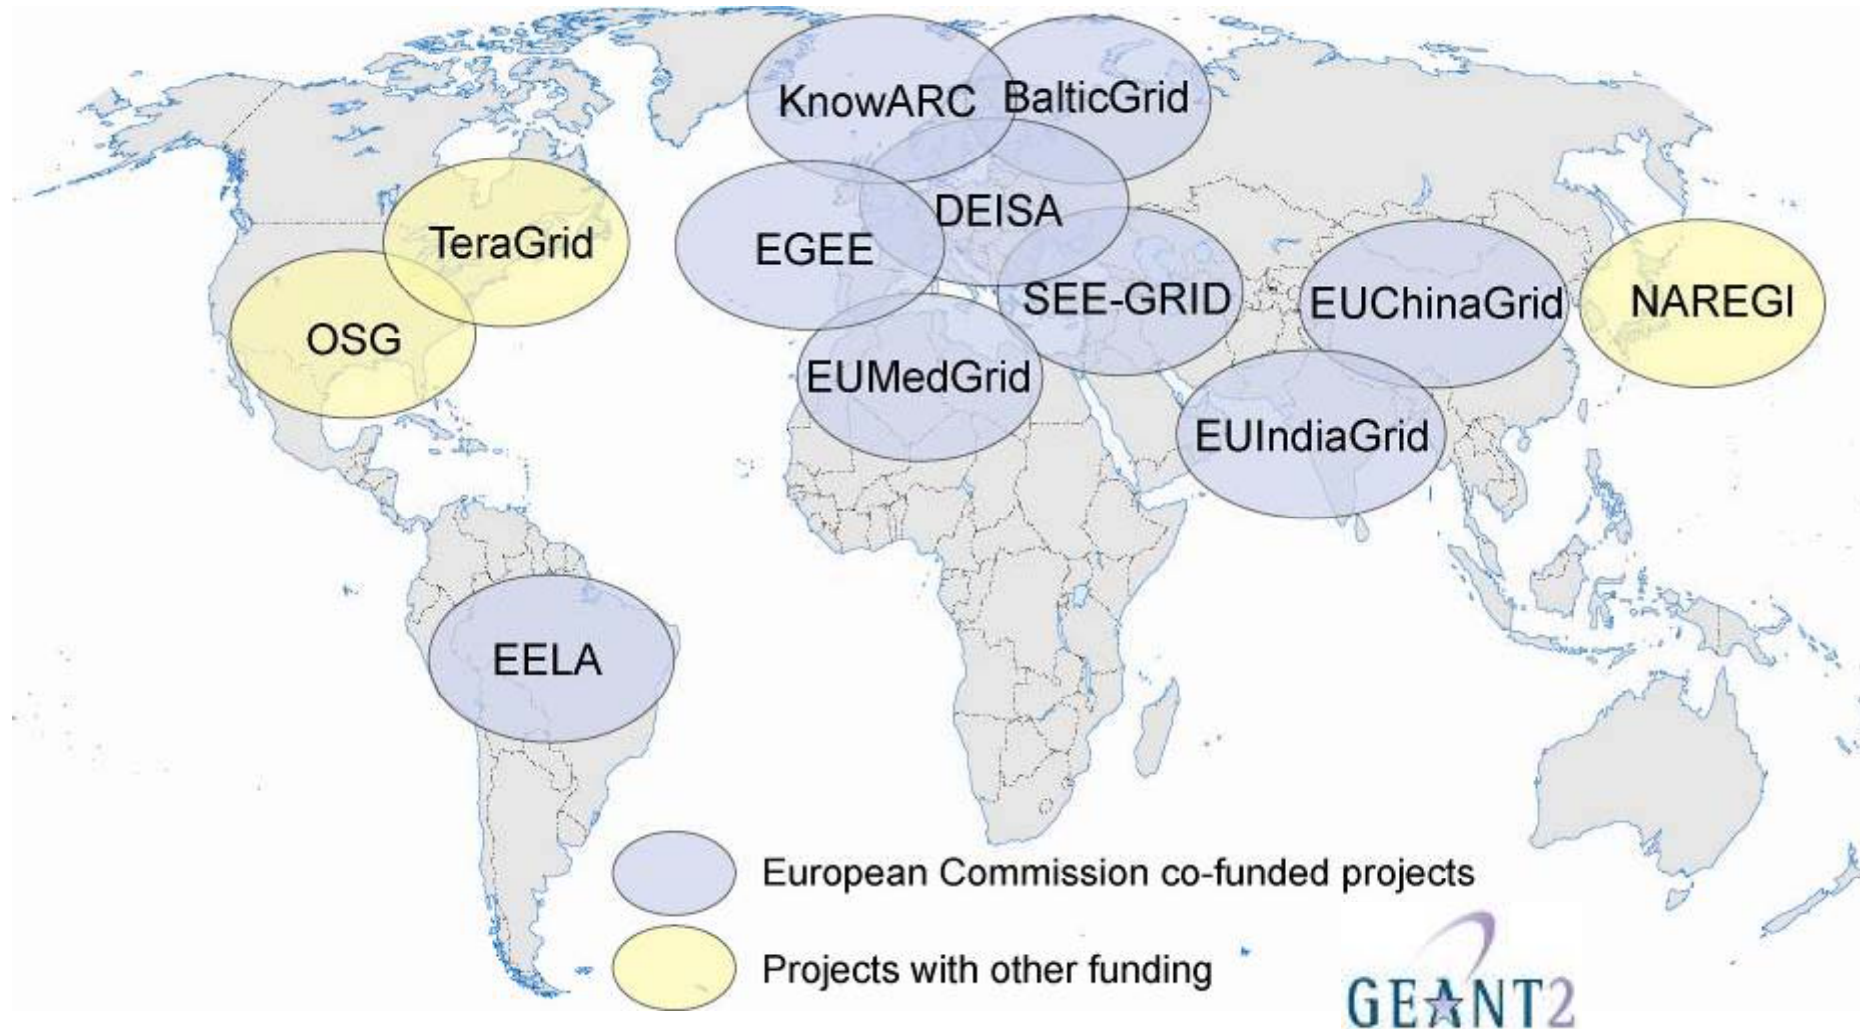 KnowARC
BalticGrid
TeraGrid
DEISA
EGEE
OSG
SEE-GRID
EUChinaGrid
NAREGI
EUMedGrid
EUIndiaGrid
EELA
European Commission co-funded projects
Projects with other funding
GEANT2